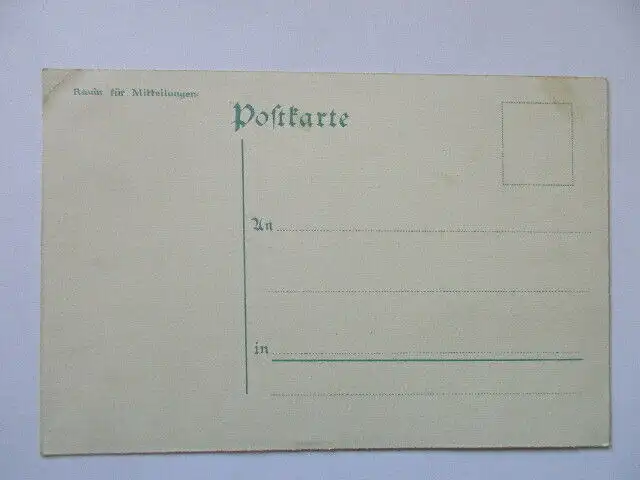 Raum für Mitteilungen.
Postkarte
An
in